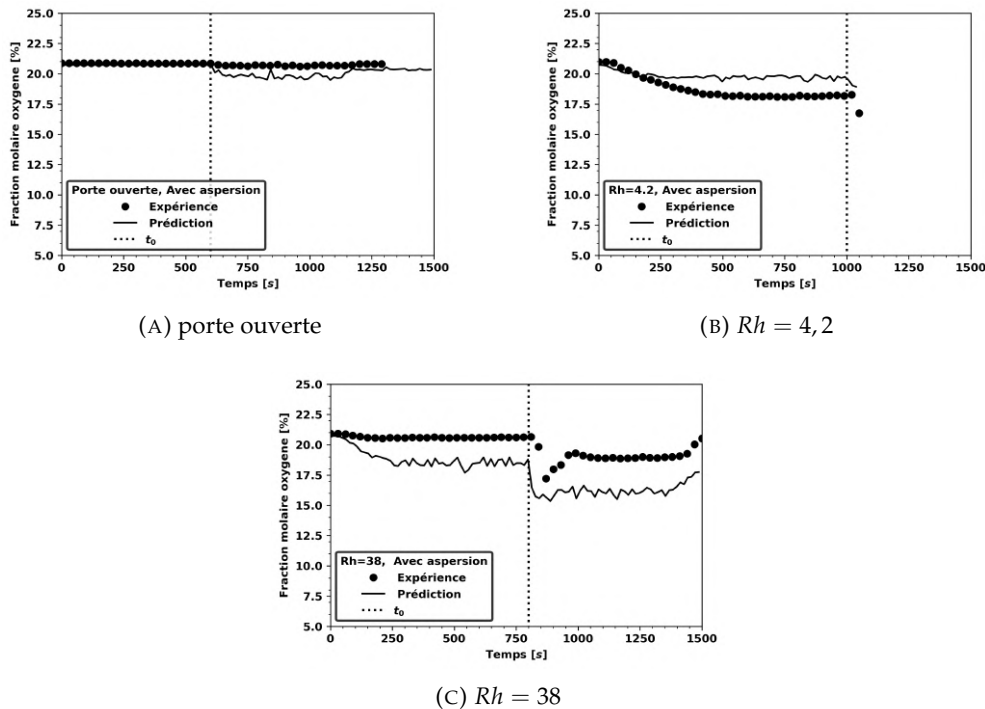 25.0
22.5
20.0
17.5
15.0
12.5
10.0
7.5
5.0
Fraction molaire oxygene [%]
Porte ouverte, Avec aspersion
Expérience
Prédiction
t₀
0 250 500 750 1000 1250 1500
Temps [s]
(A) porte ouverte
25.0
22.5
20.0
17.5
15.0
12.5
10.0
7.5
5.0
Fraction molaire oxygene [%]
Rh=4.2, Avec aspersion
Expérience
Prédiction
t₀
0 250 500 750 1000 1250 1500
Temps [s]
(B) Rh = 4,2
25.0
22.5
20.0
17.5
15.0
12.5
10.0
7.5
5.0
Fraction molaire oxygene [%]
Rh=38, Avec aspersion
Expérience
Prédiction
t₀
0 250 500 750 1000 1250 1500
Temps [s]
(C) Rh = 38